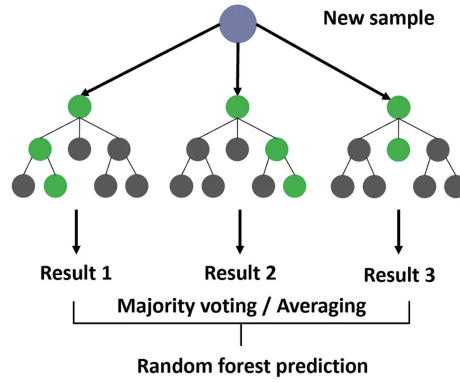 New sample
Result 1
Result 2
Result 3
Majority voting / Averaging
Random forest prediction